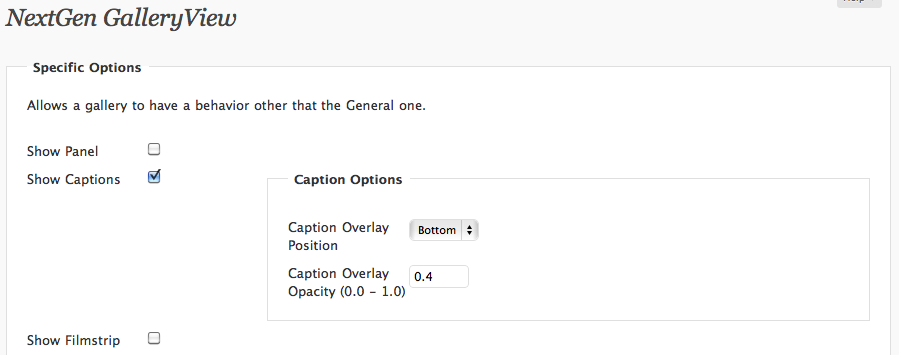 NextGen GalleryView
Specific Options
Allows a gallery to have a behavior other that the General one.
Show Panel
Show Captions
Caption Options
Caption Overlay
Position
Bottom
Caption Overlay
Opacity (0.0 - 1.0)
0.4
Show Filmstrip